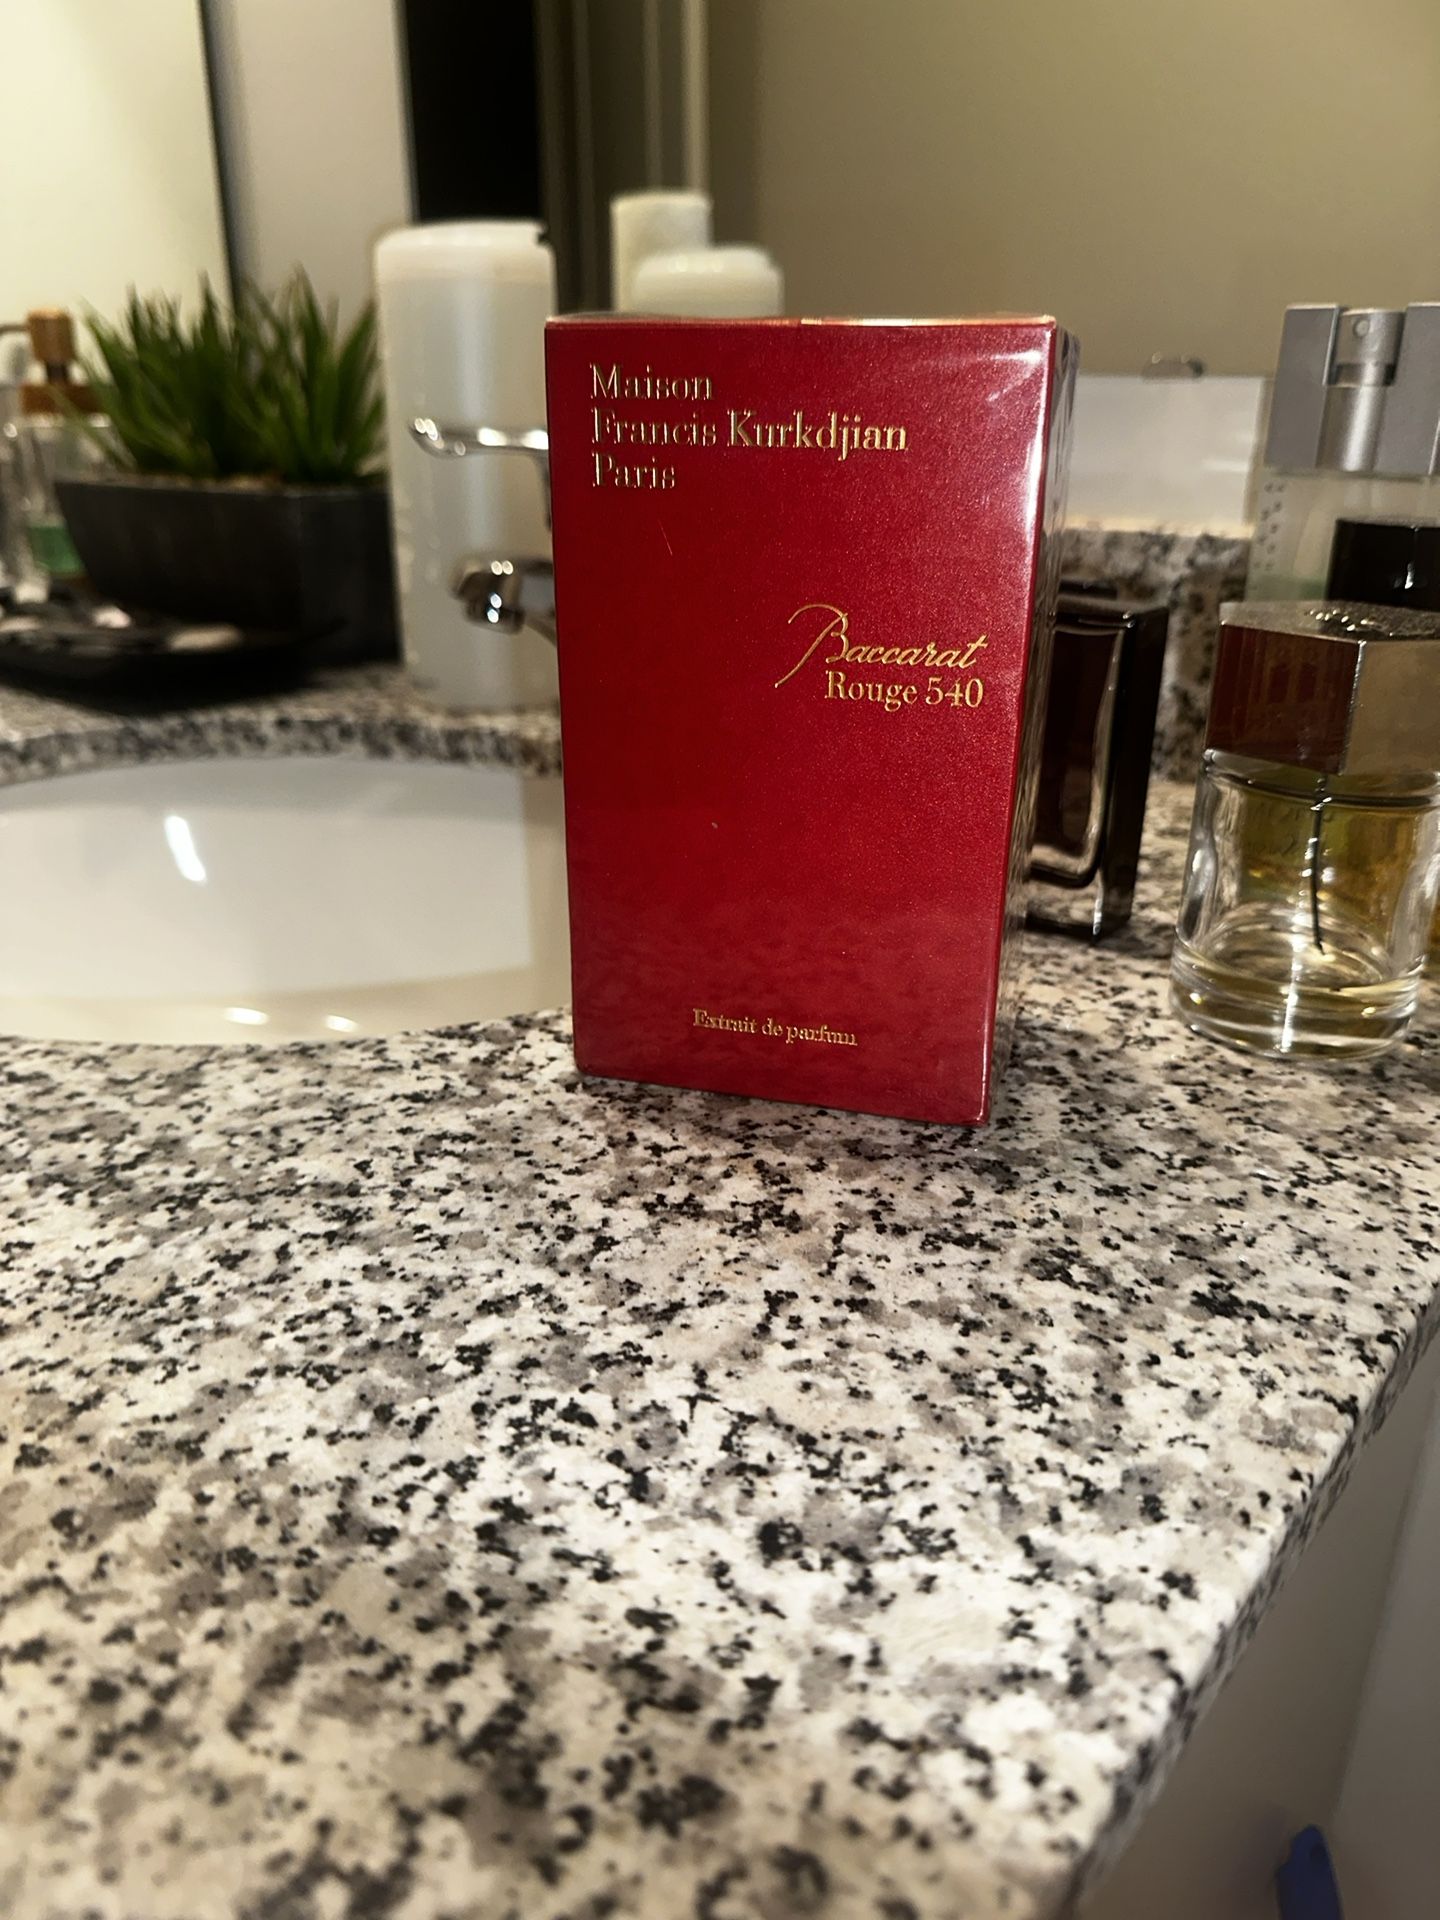 Maison
Francis Kurkdjian
Paris
Baccarat
Rouge 540
Extrait de parfum